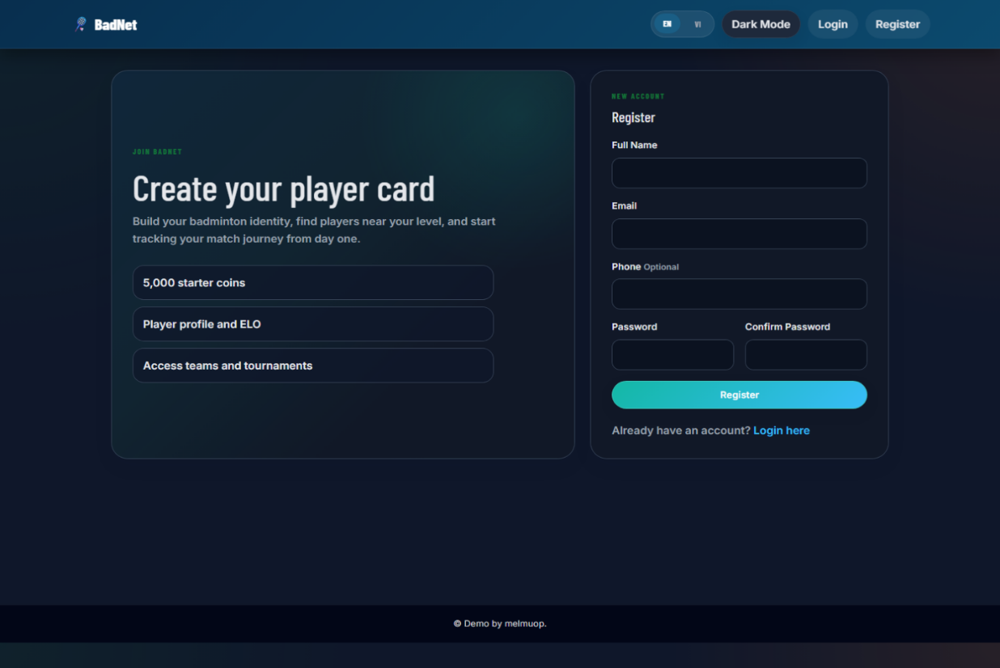 BadNet
EN
VI
Dark Mode
Login
Register
JOIN BADNET
Create your player card
Build your badminton identity, find players near your level, and start
tracking your match journey from day one.
5,000 starter coins
Player profile and ELO
Access teams and tournaments
NEW ACCOUNT
Register
Full Name
Email
Phone Optional
Password
Confirm Password
Register
Already have an account? Login here
© Demo by melmuop.